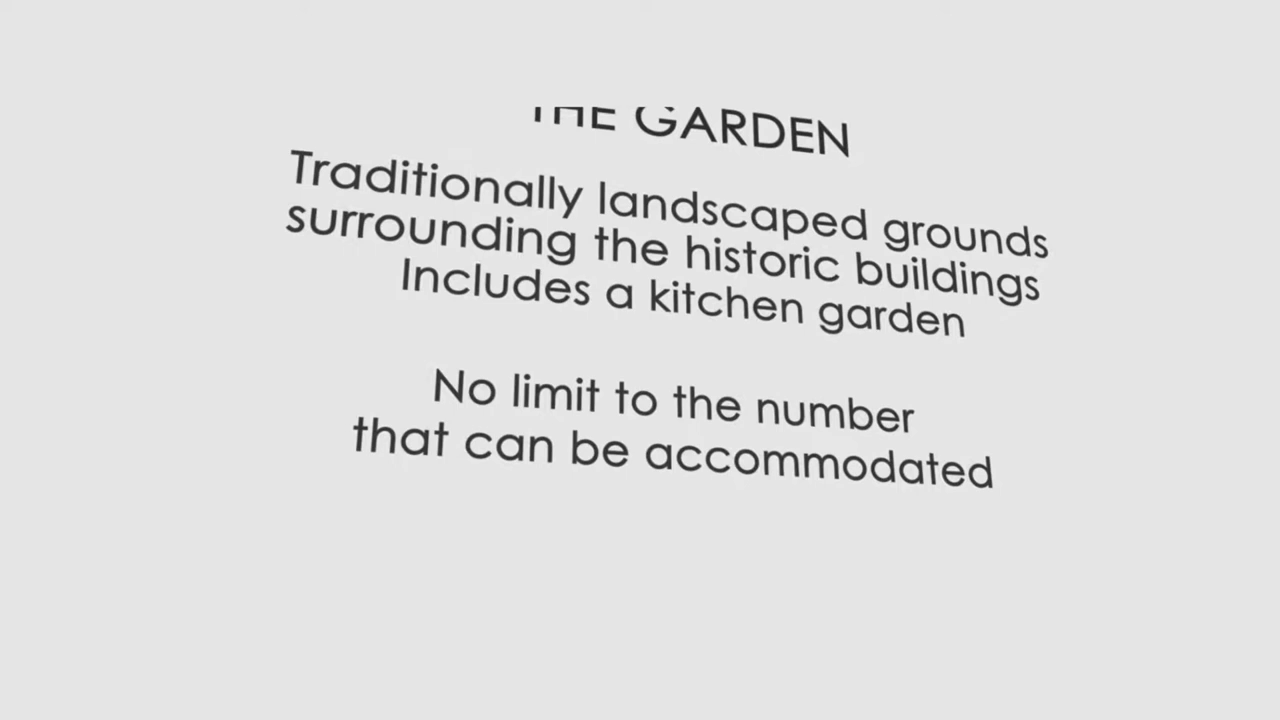 THE GARDEN
Traditionally landscaped grounds
surrounding the historic buildings
Includes a kitchen garden
No limit to the number
that can be accommodated